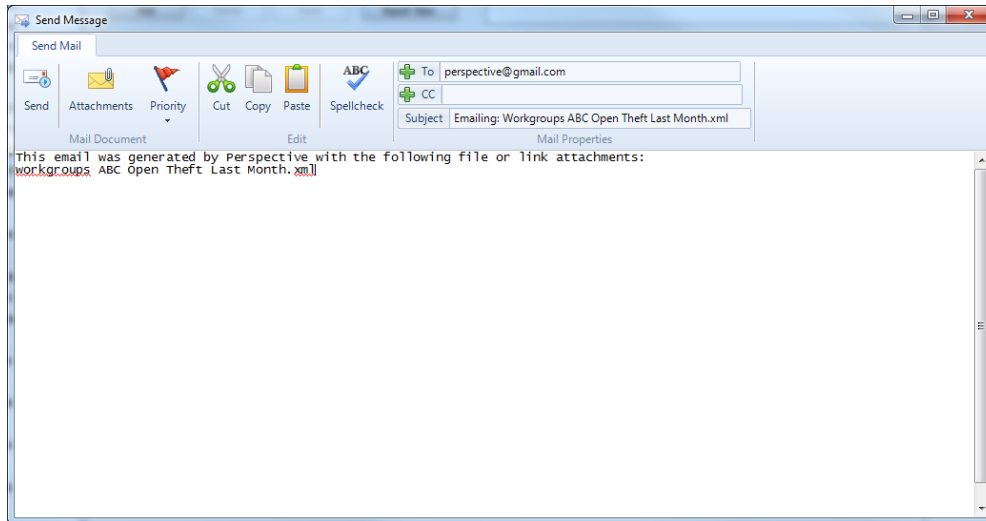 Send Message
Send Mail
Send
Attachments
Priority
Cut
Copy
Paste
ABC
Spellcheck
To perspective@gmail.com
CC
Subject Emailing: Workgroups ABC Open Theft Last Month.xml
Mail Document
Edit
Mail Properties
This email was generated by Perspective with the following file or link attachments:
workgroups ABC Open Theft Last Month.xml